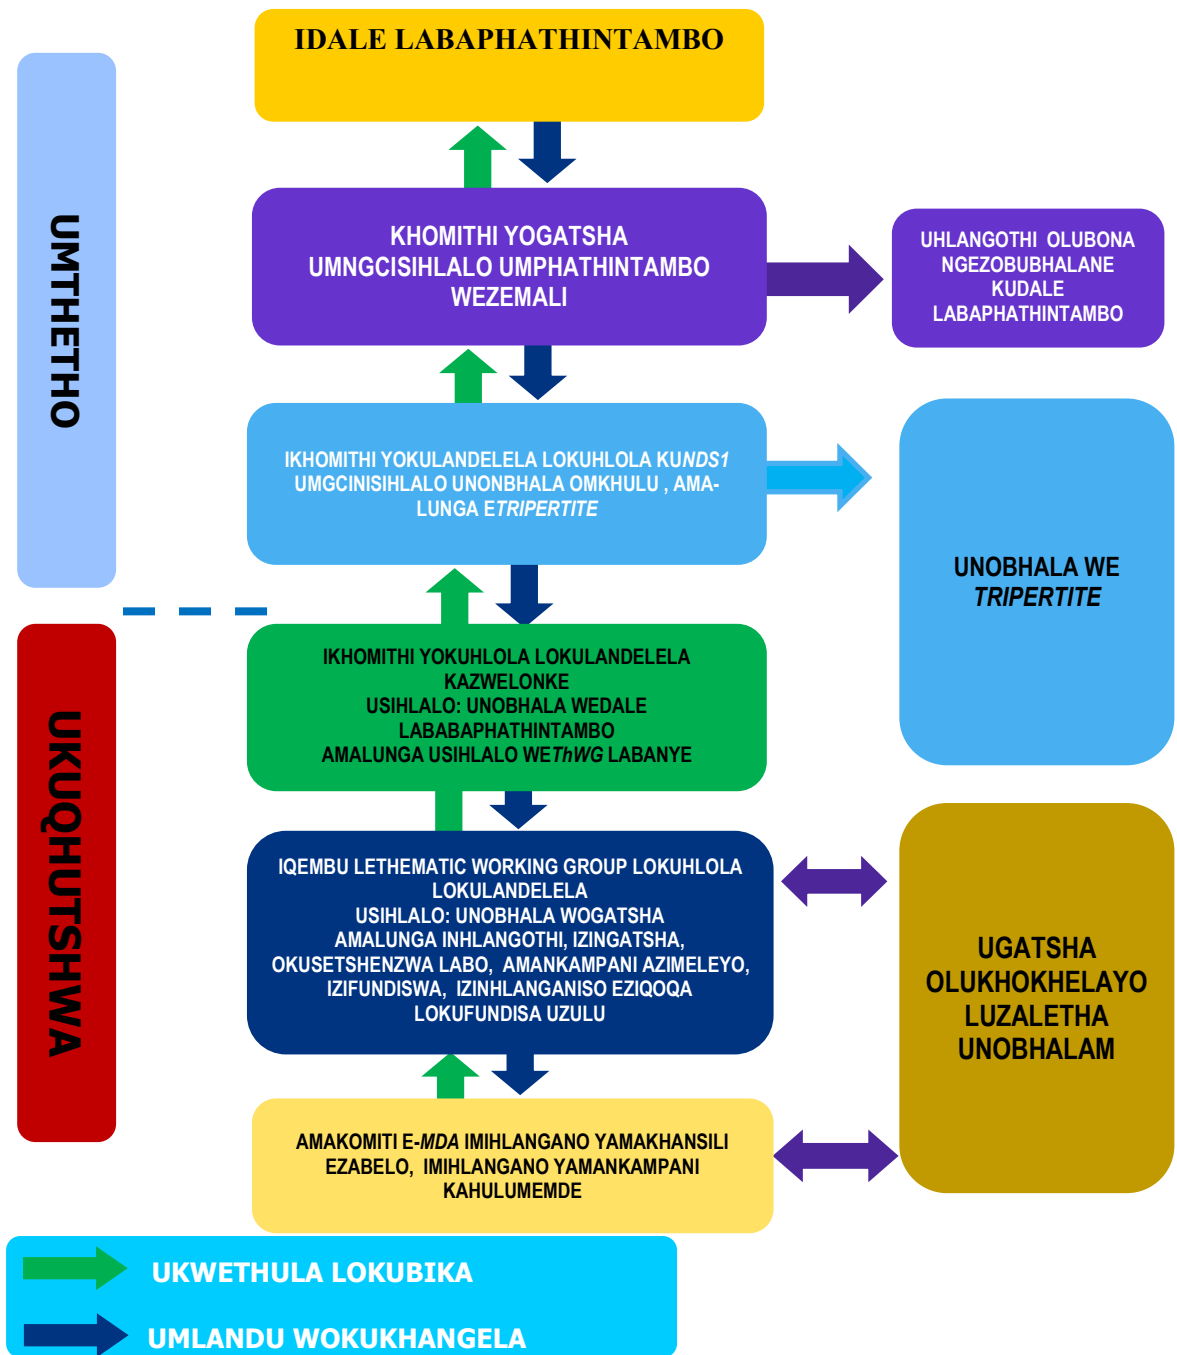 IDALE LABAPHATHINTAMBO
UMTHETHO
KHOMITHI YOGATSHA
UMNGCISIHLALO UMPHATHINTAMBO
WEZEMALI
UHLANGOTHI OLUBONA
NGEZOBUBHALANE
KUDALE
LABAPHATHINTAMBO
IKHOMITHI YOKULANDELELA LOKUHLOLA KUNDS1
UMGCINISIHLALO UNONBHALA OMKHULU , AMA-
LUNGA ETRIPERTITE
UNOBHALA WE
TRIPERTITE
UKUQHUTSHWA
IKHOMITHI YOKUHLOLA LOKULANDELELA
KAZWELONKE
USIHLALO: UNOBHALA WEDALE
LABABAPHATHINTAMBO
AMALUNGA USIHLALO WEThWG LABANYE
IQEMBU LETHEMATIC WORKING GROUP LOKUHLOLA
LOKULANDELELA
USIHLALO: UNOBHALA WOGATSHA
AMALUNGA INHLANGOTHI, IZINGATSHA,
OKUSETSHENZWA LABO, AMANKAMPANI AZIMELEYO,
IZIFUNDISWA, IZINHLANGANISO EZIQOQA
LOKUFUNDISA UZULU
UGATSHA
OLUKHOKHELAYO
LUZALETHA
UNOBHALAM
AMAKOMITI E-MDA IMIHLANGANO YAMAKHANSILI
EZABELO, IMIHLANGANO YAMANKAMPANI
KAHULUMEMDE
UKWETHULA LOKUBIKA
UMLANDU WOKUKHANGELA